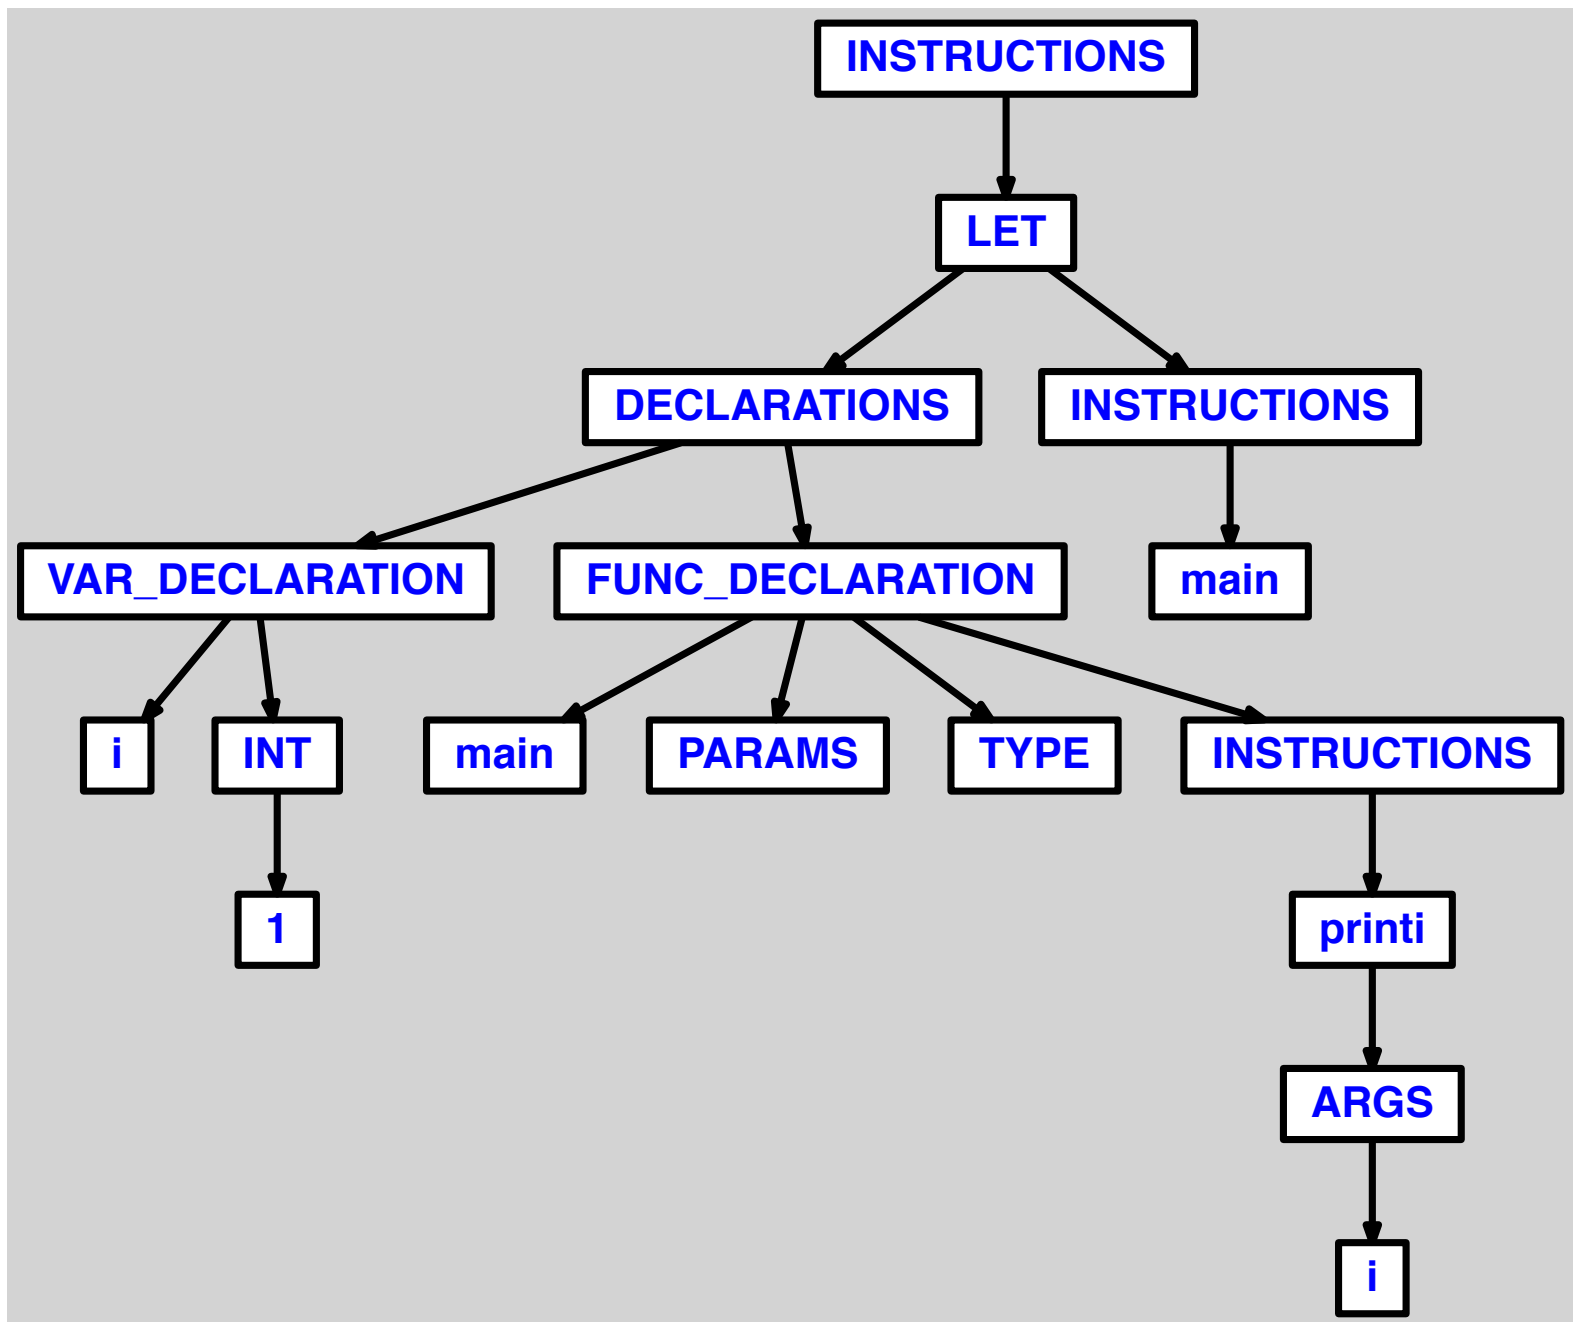 INSTRUCTIONS
LET
DECLARATIONS
INSTRUCTIONS
VAR_DECLARATION
FUNC_DECLARATION
main
i
INT
main
PARAMS
TYPE
INSTRUCTIONS
1
printi
ARGS
i